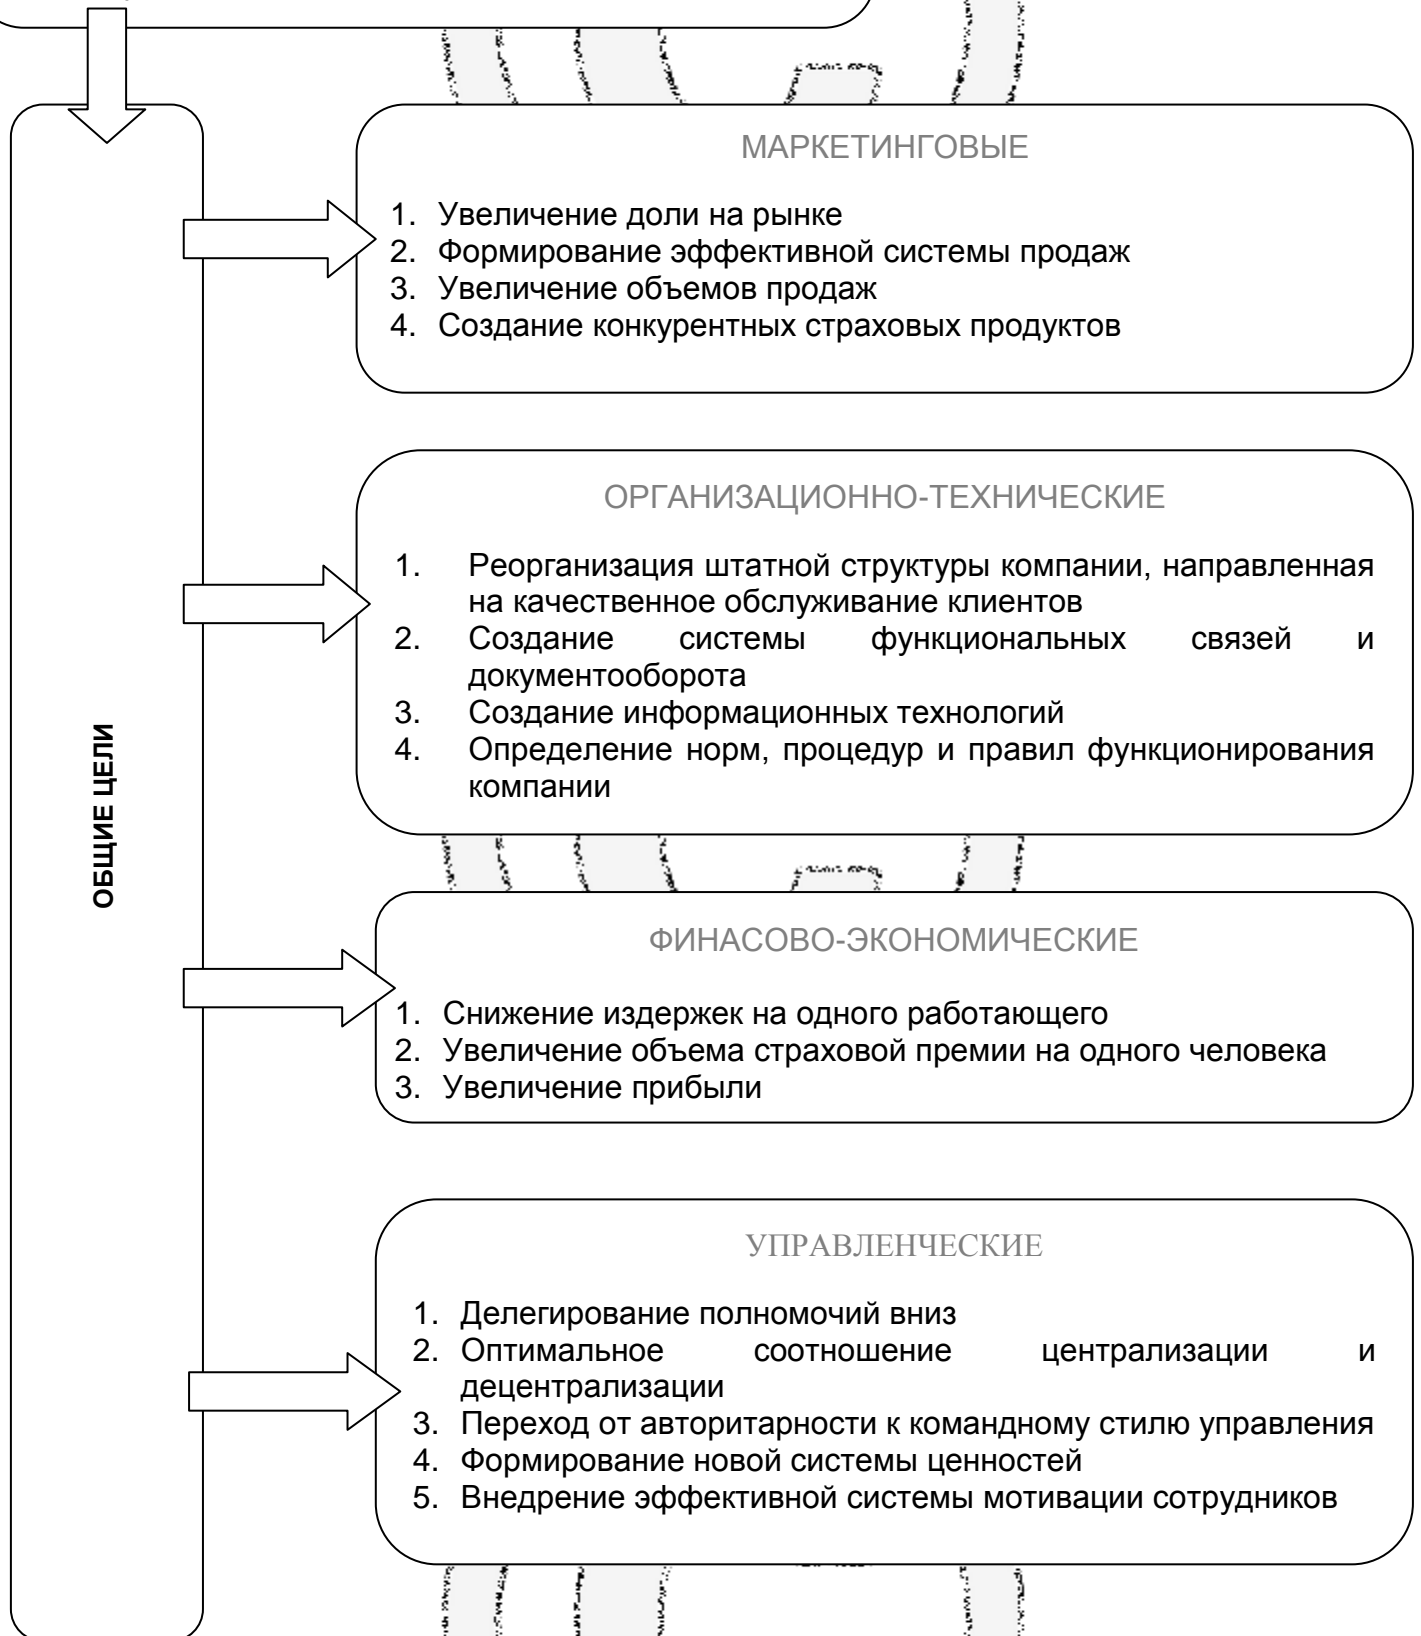 ОБЩИЕ ЦЕЛИ
МАРКЕТИНГОВЫЕ
1. Увеличение доли на рынке
2. Формирование эффективной системы продаж
3. Увеличение объемов продаж
4. Создание конкурентных страховых продуктов
ОРГАНИЗАЦИОННО-ТЕХНИЧЕСКИЕ
1. Реорганизация штатной структуры компании, направленная
на качественное обслуживание клиентов
2. Создание системы функциональных связей и
документооборота
3. Создание информационных технологий
4. Определение норм, процедур и правил функционирования
компании
ФИНАСОВО-ЭКОНОМИЧЕСКИЕ
1. Снижение издержек на одного работающего
2. Увеличение объема страховой премии на одного человека
3. Увеличение прибыли
УПРАВЛЕНЧЕСКИЕ
1. Делегирование полномочий вниз
2. Оптимальное соотношение централизации и
децентрализации
3. Переход от авторитарности к командному стилю управления
4. Формирование новой системы ценностей
5. Внедрение эффективной системы мотивации сотрудников